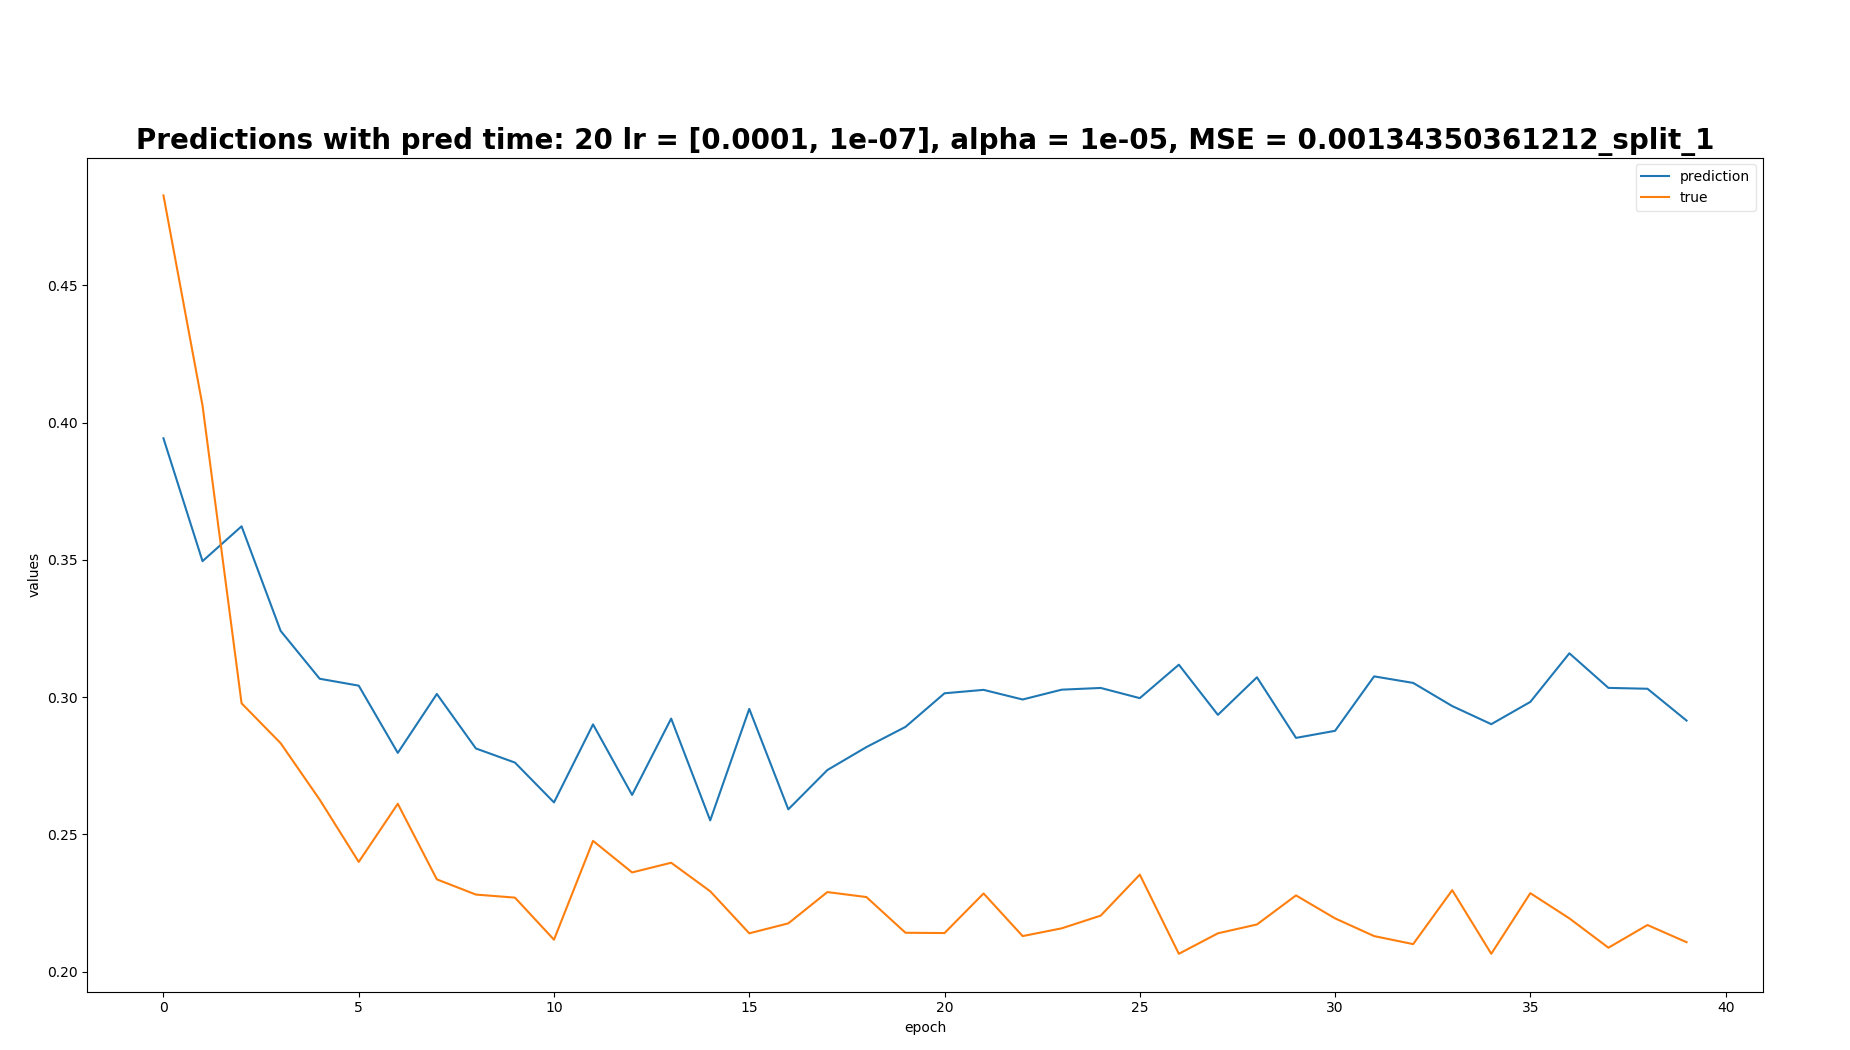 Predictions with pred time: 20 lr = [0.0001, 1e-07], alpha = 1e-05, MSE = 0.00134350361212_split_1
prediction
true
0.45
0.40
0.35
0.30
0.25
0.20
values
0 5 10 15 20 25 30 35 40
epoch